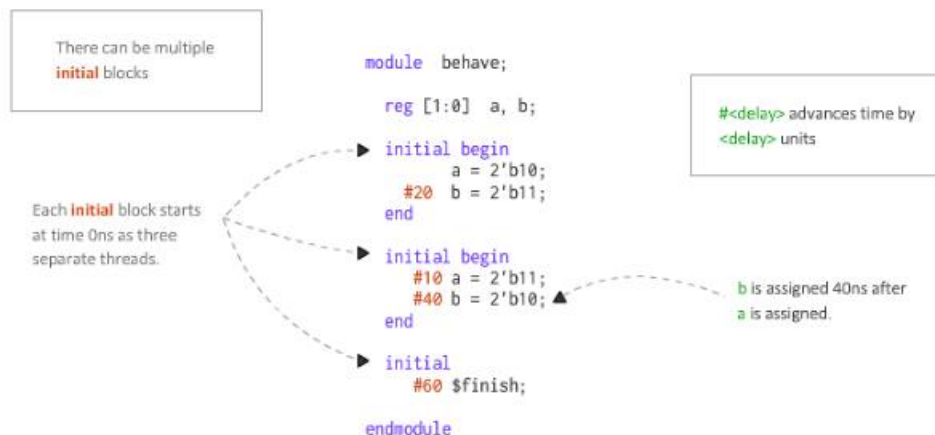 There can be multiple
initial blocks
module behave;
reg [1:0] a, b;
#<delay> advances time by
<delay> units
initial begin
a = 2'b10;
#20 b = 2'b11;
end
Each initial block starts
at time 0ns as three
separate threads.
initial begin
#10 a = 2'b11;
#40 b = 2'b10;
end
b is assigned 40ns after
a is assigned.
initial
#60 $finish;
endmodule